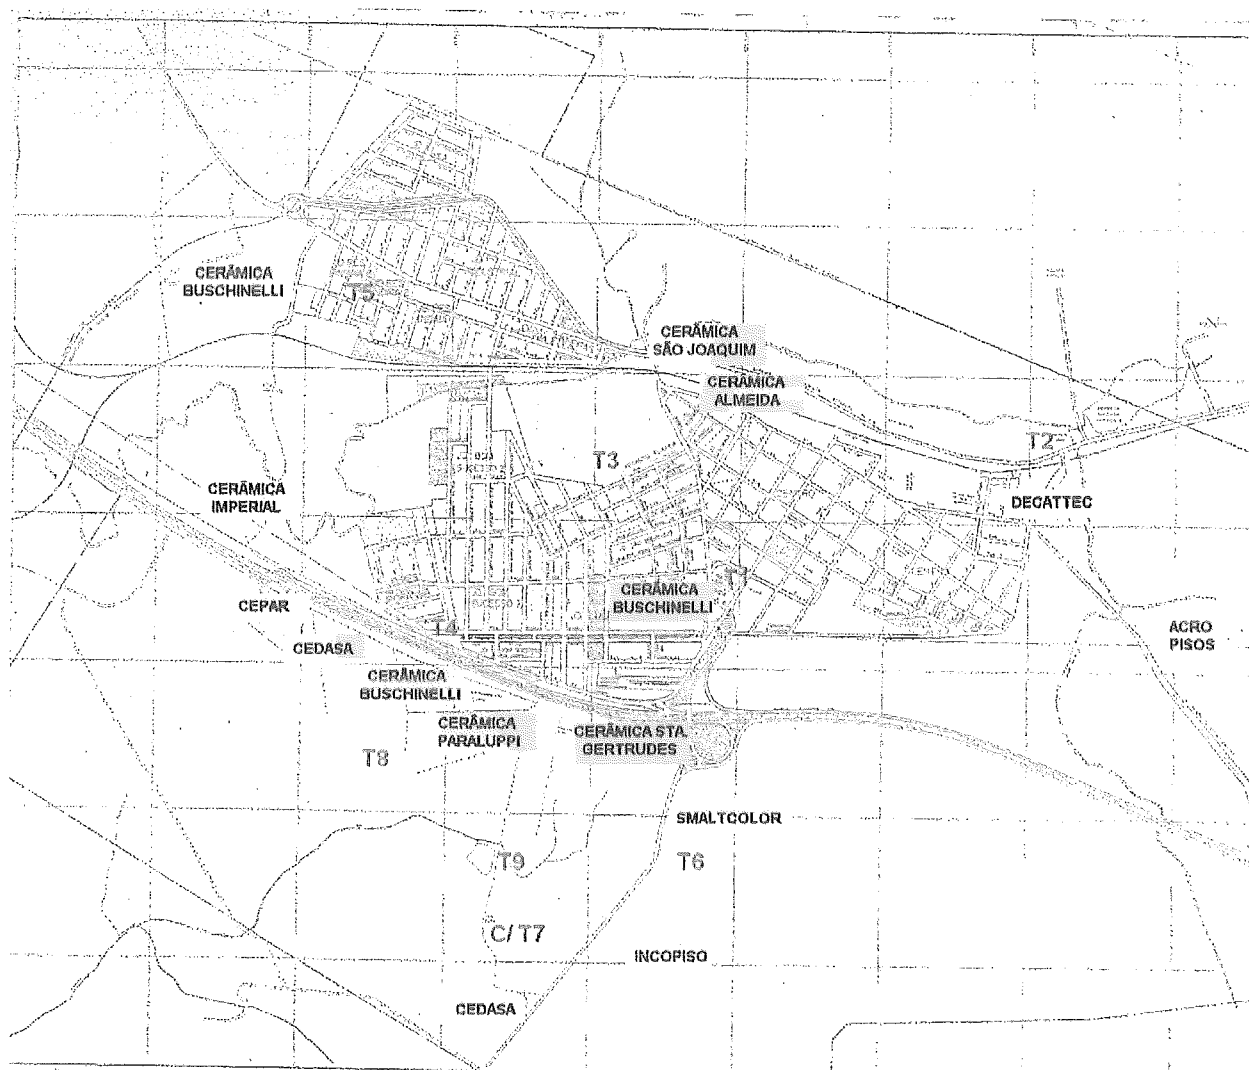 CERÂMICA
BUSCHINELLI
T5
CERÂMICA
SÃO JOAQUIM
CERÂMICA
ALMEIDA
T2
T3
CERÂMICA
IMPERIAL
DECATTEC
T1
CERÂMICA
BUSCHINELLI
CEPAR
T4
ACRO
PISOS
CEDASA
CERÂMICA
BUSCHINELLI
CERÂMICA
PARALUPPI
CERÂMICA STA.
GERTRUDES
T8
SMALTCOLOR
T9
T6
C/ T7
INCOPISO
CEDASA